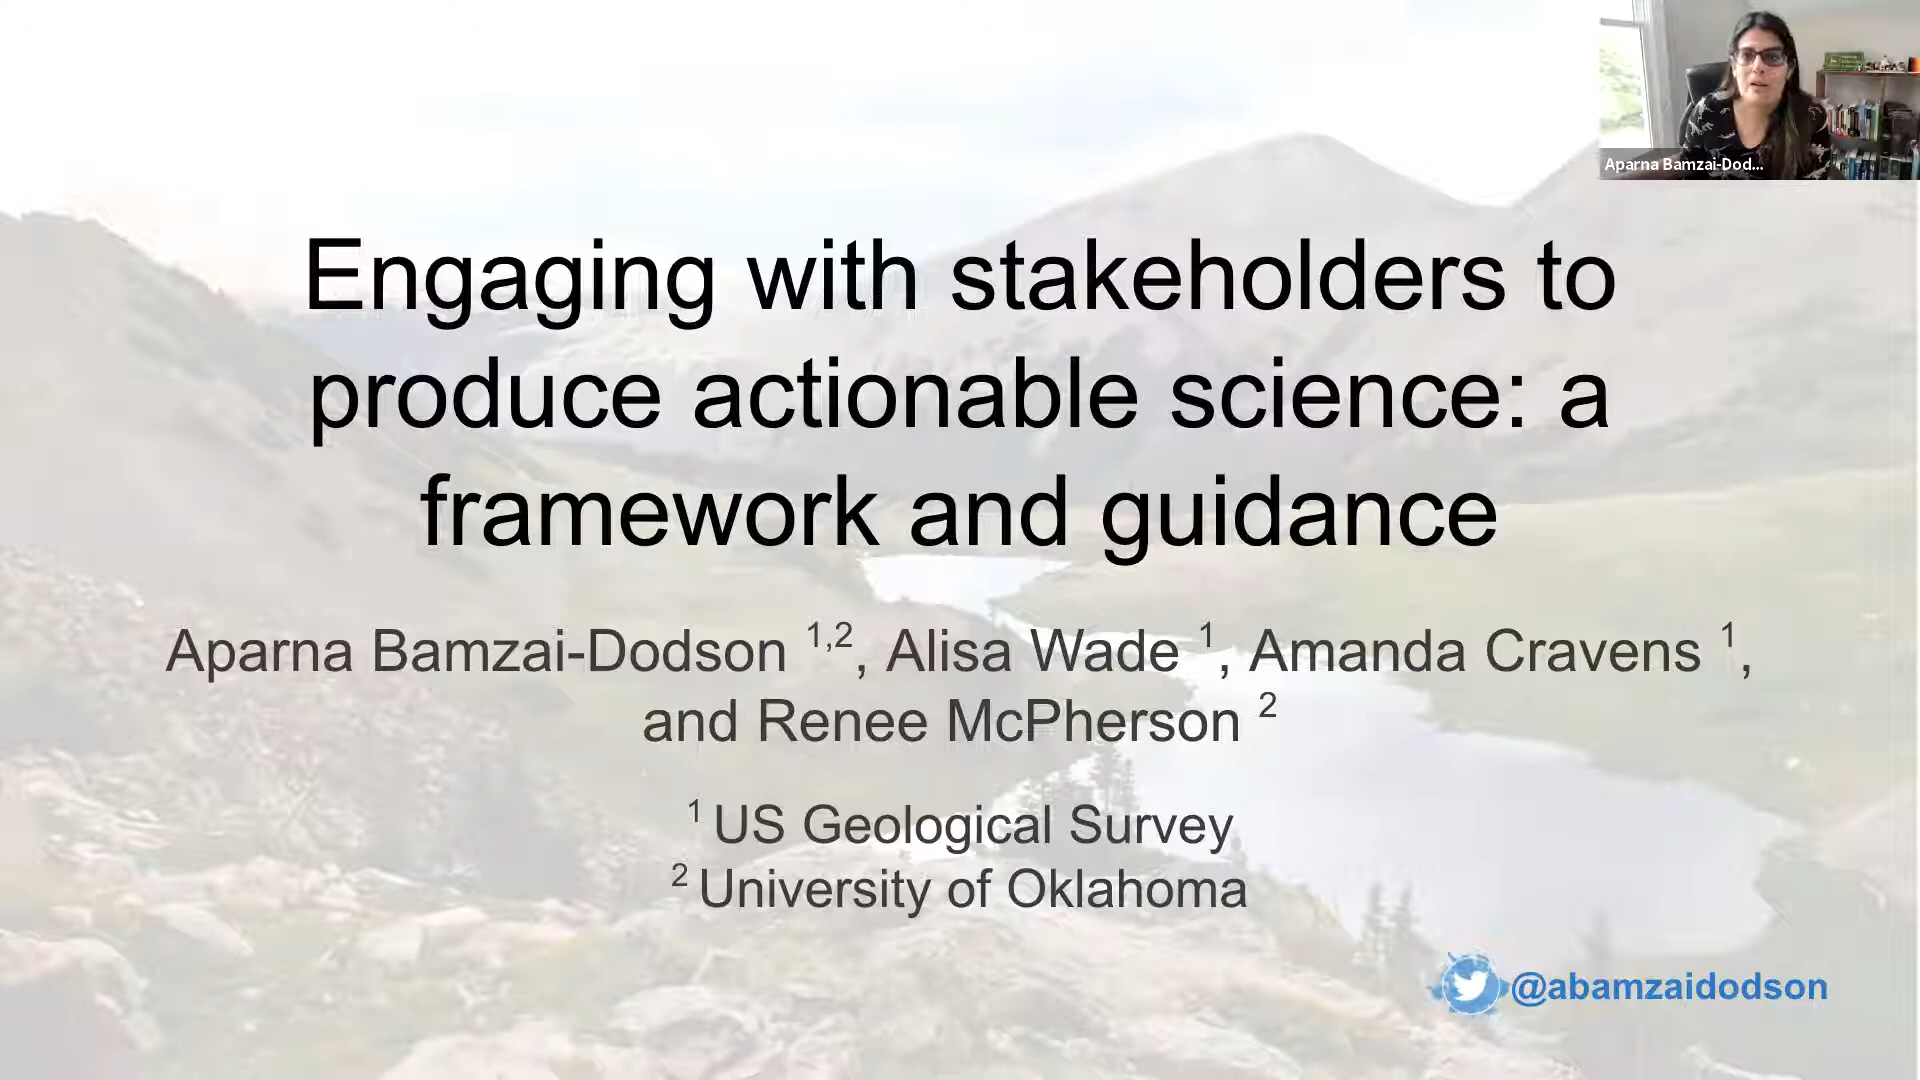 Aparna Bamzai-Dod...
Engaging with stakeholders to
produce actionable science: a
framework and guidance
Aparna Bamzai-Dodson 1,2, Alisa Wade 1, Amanda Cravens 1,
and Renee McPherson 2
1 US Geological Survey
2 University of Oklahoma
@abamzaidodson